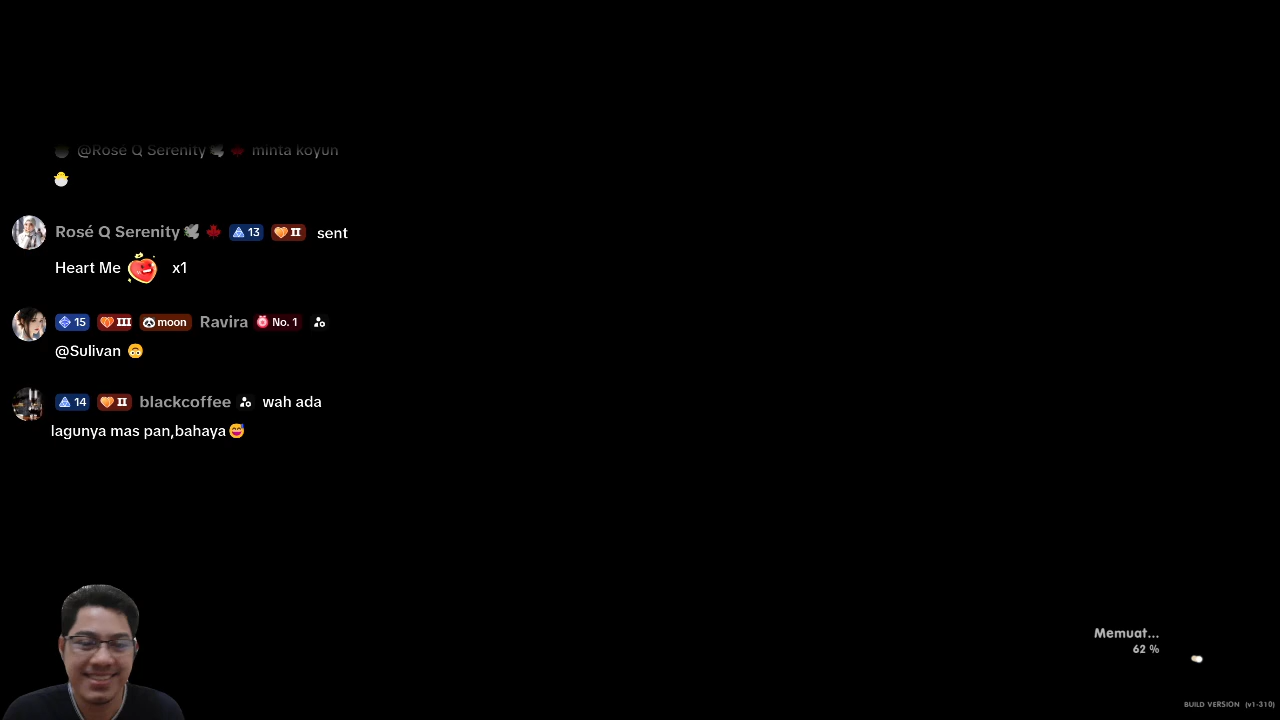 @Rosé Q Serenity 🕊️ 🍁 minta koyun
🐣
Rosé Q Serenity 🕊️ 🍁 13 II sent
Heart Me x1
15 III moon Ravira No. 1
@Sulivan 🙃
14 II blackcoffee wah ada
lagunya mas pan,bahaya😅
Memuat...
62 %
BUILD VERSION (v1-310)